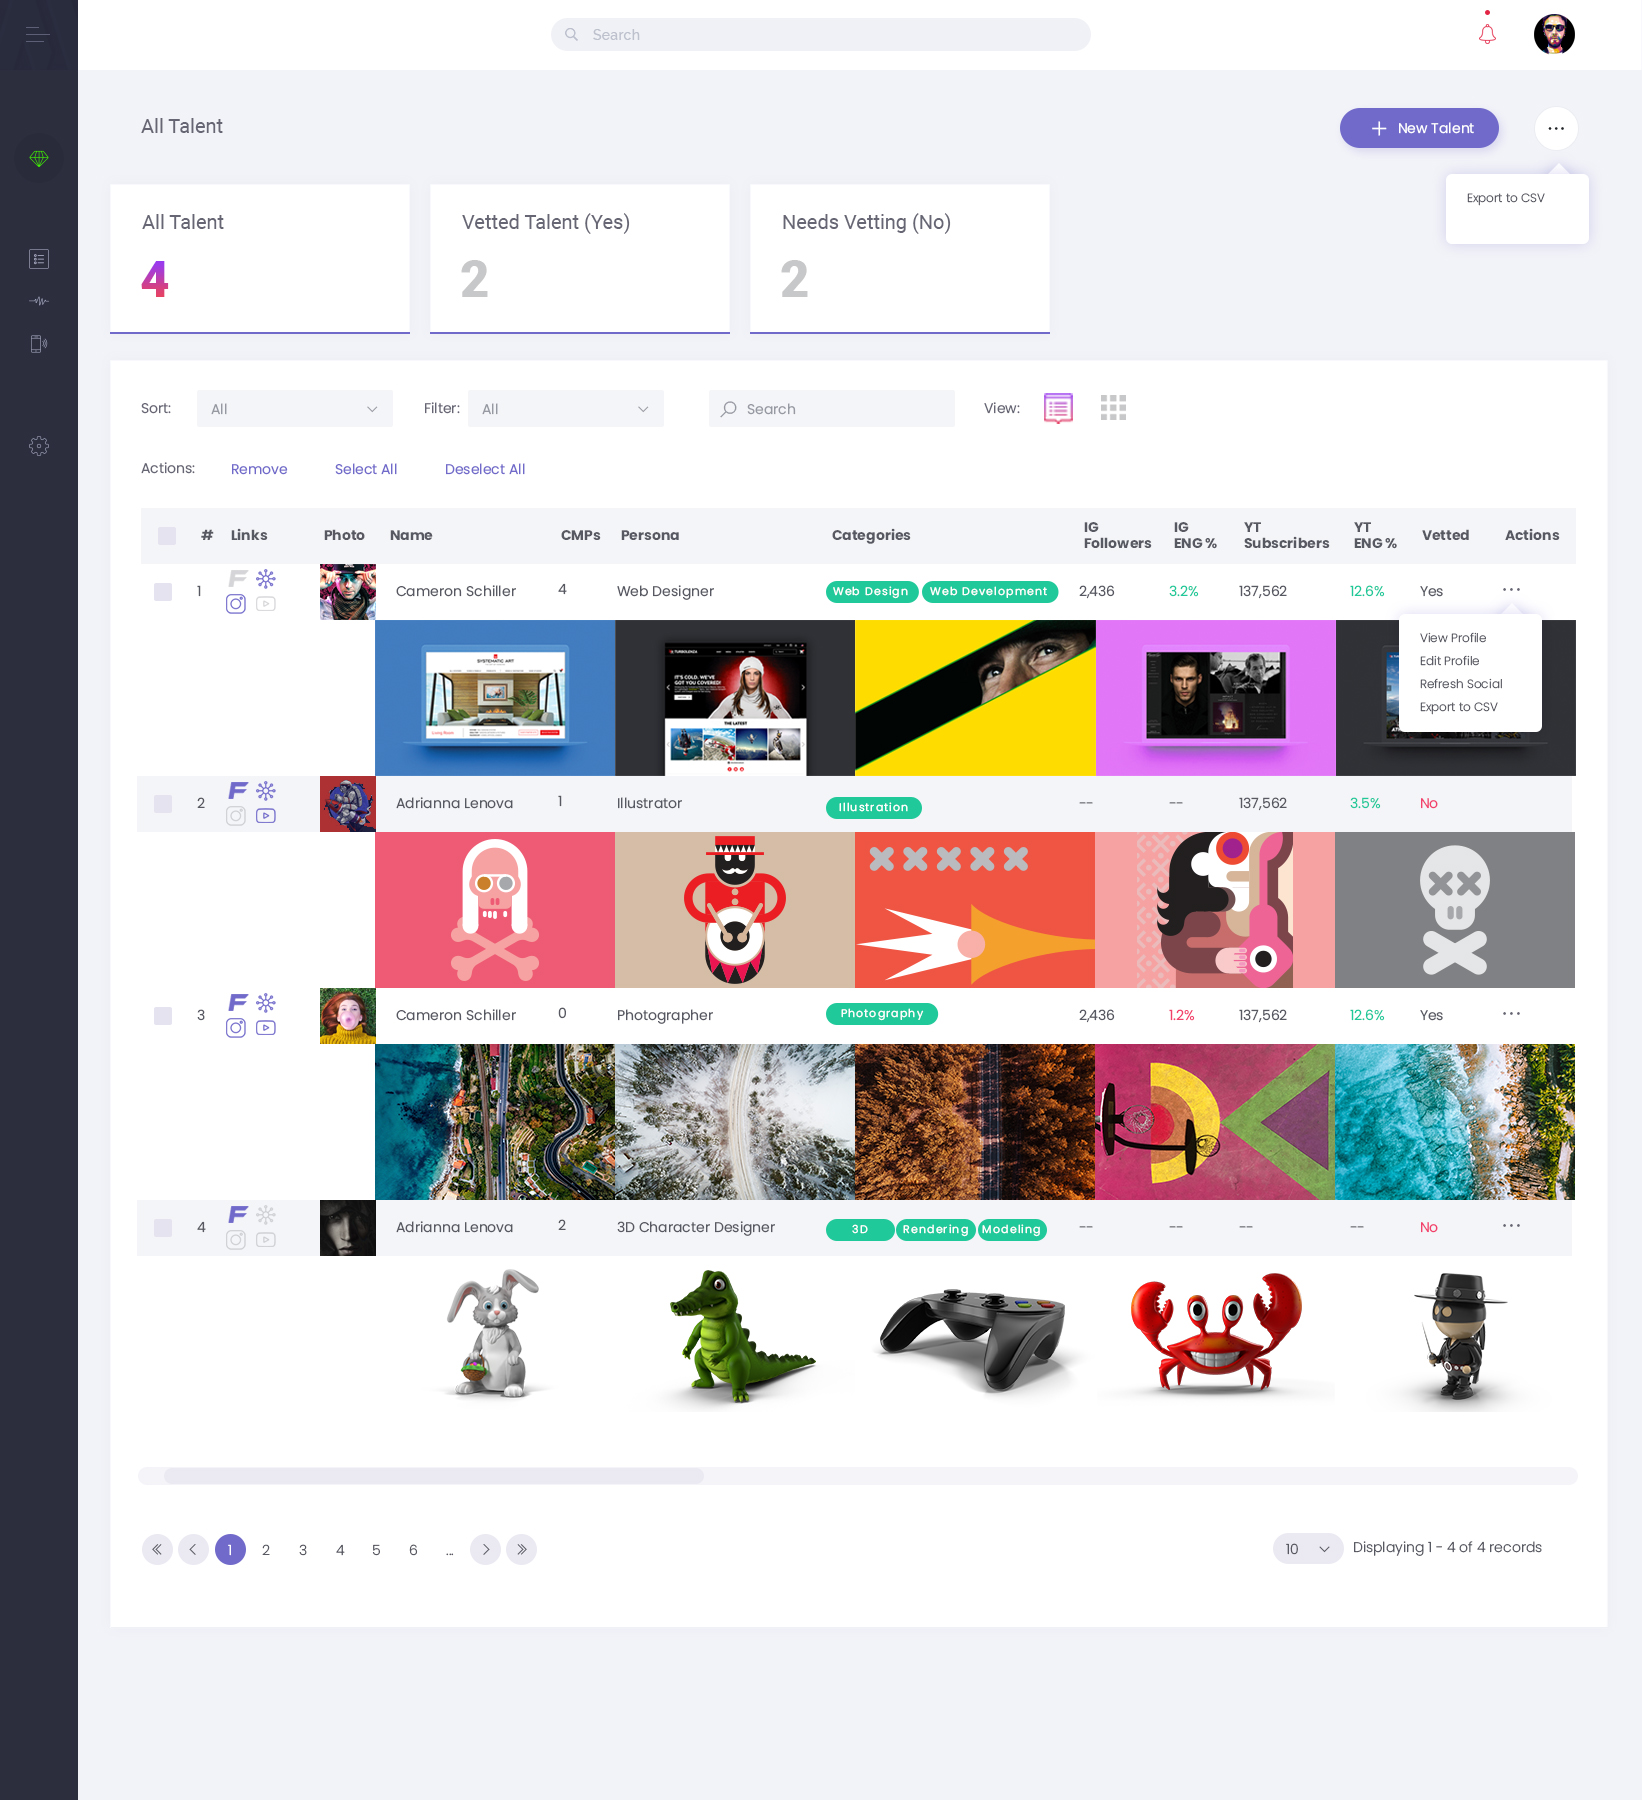 Search
All Talent
New Talent
Export to CSV
All Talent
4
Vetted Talent (Yes)
2
Needs Vetting (No)
2
Sort: All Filter: All Search View:
Actions: Remove Select All Deselect All
# Links Photo Name CMPs Persona Categories IG Followers IG ENG % YT Subscribers YT ENG % Vetted Actions
1 Cameron Schiller 4 Web Designer Web Design Web Development 2,436 3.2% 137,562 12.6% Yes
View Profile
Edit Profile
Refresh Social
Export to CSV
SYSTEMATIC ART
Living Room
TURBOLENZA
IT'S COLD. WE'VE
GOT YOU COVERED!
THE LATEST
2 Adrianna Lenova 1 Illustrator Illustration -- -- 137,562 3.5% No
3 Cameron Schiller 0 Photographer Photography 2,436 1.2% 137,562 12.6% Yes
4 Adrianna Lenova 2 3D Character Designer 3D Rendering Modeling -- -- -- -- No
1 2 3 4 5 6 ...
10 Displaying 1 - 4 of 4 records